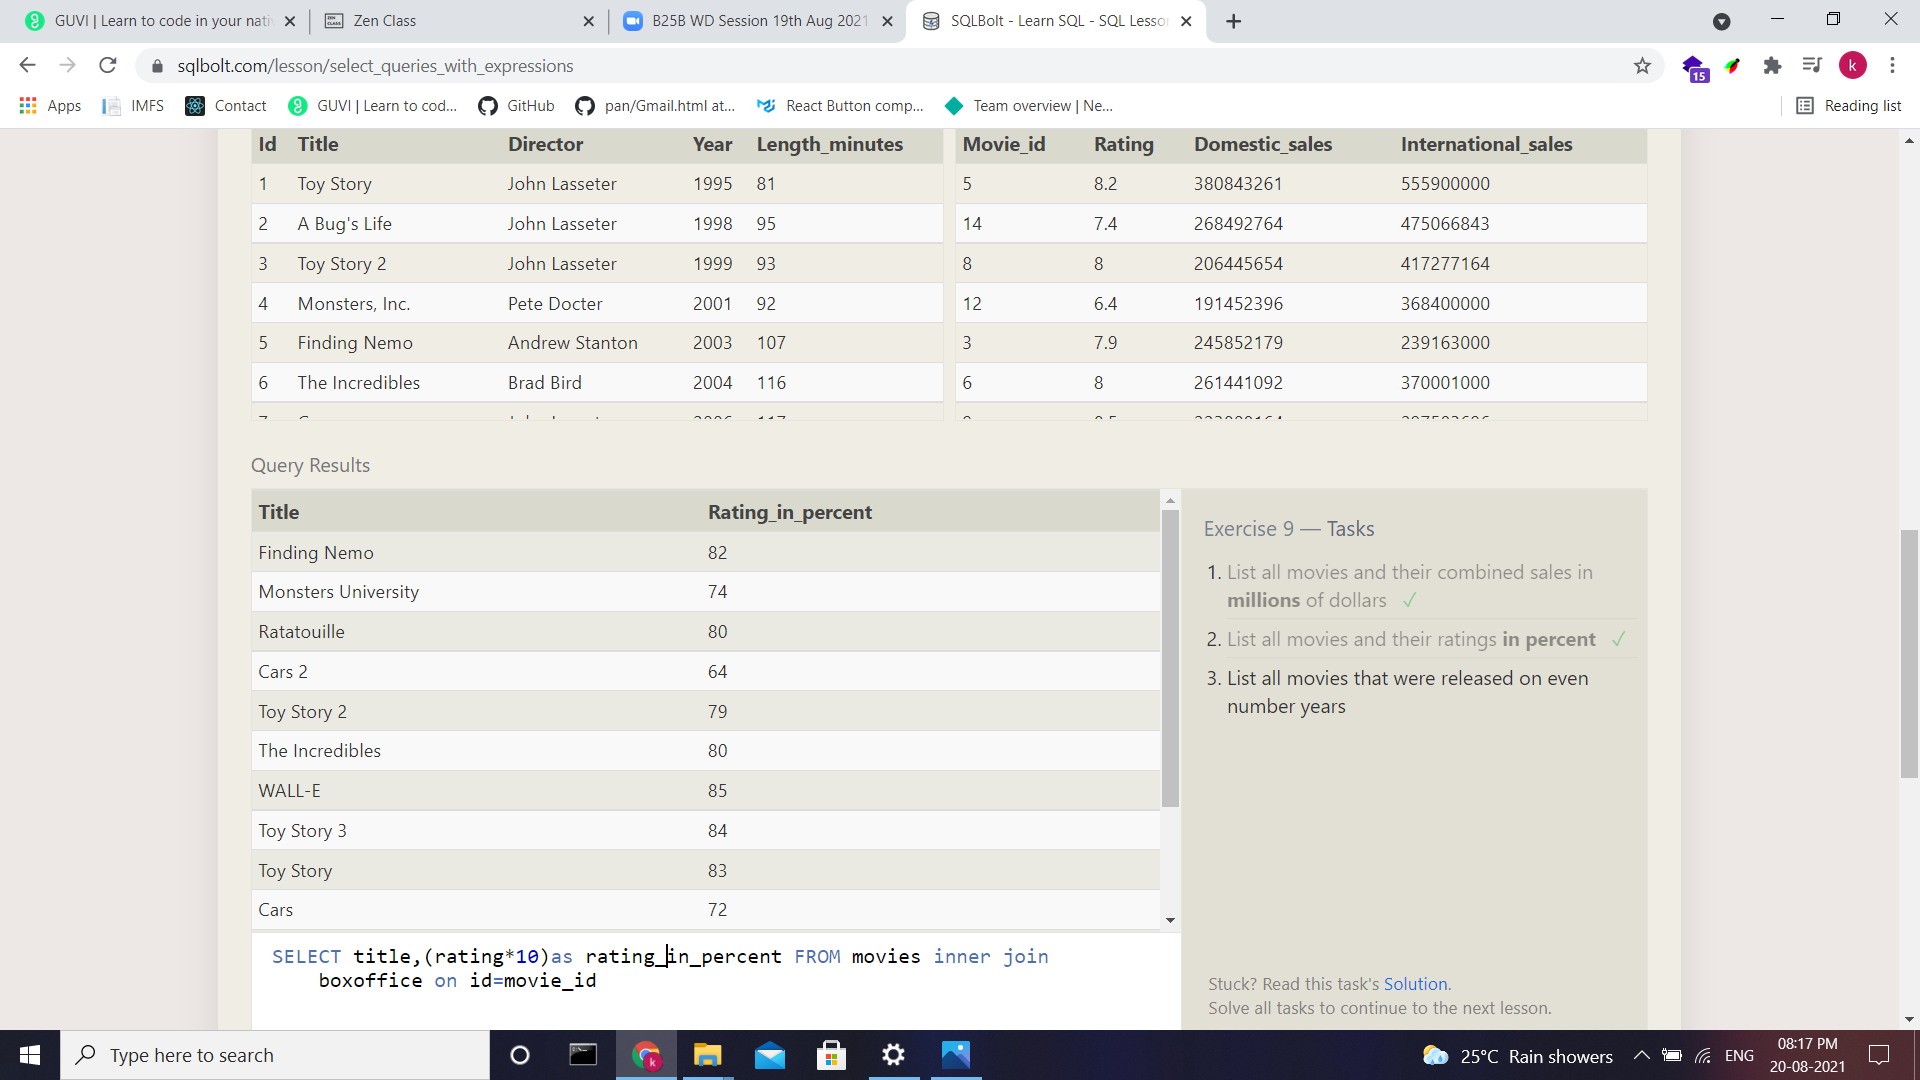 GUVI | Learn to code in your nati
Zen Class
B25B WD Session 19th Aug 2021
SQLBolt - Learn SQL - SQL Lesson
sqlbolt.com/lesson/select_queries_with_expressions
15
k
Apps
IMFS
Contact
GUVI | Learn to cod...
GitHub
pan/Gmail.html at...
React Button comp...
Team overview | Ne...
Reading list
Id Title Director Year Length_minutes
1 Toy Story John Lasseter 1995 81
2 A Bug's Life John Lasseter 1998 95
3 Toy Story 2 John Lasseter 1999 93
4 Monsters, Inc. Pete Docter 2001 92
5 Finding Nemo Andrew Stanton 2003 107
6 The Incredibles Brad Bird 2004 116
Movie_id Rating Domestic_sales International_sales
5 8.2 380843261 555900000
14 7.4 268492764 475066843
8 8 206445654 417277164
12 6.4 191452396 368400000
3 7.9 245852179 239163000
6 8 261441092 370001000
Query Results
Title Rating_in_percent
Finding Nemo 82
Monsters University 74
Ratatouille 80
Cars 2 64
Toy Story 2 79
The Incredibles 80
WALL-E 85
Toy Story 3 84
Toy Story 83
Cars 72
SELECT title,(rating*10)as rating_in_percent FROM movies inner join
boxoffice on id=movie_id
Exercise 9 — Tasks
1. List all movies and their combined sales in
millions of dollars ✓
2. List all movies and their ratings in percent ✓
3. List all movies that were released on even
number years
Stuck? Read this task's Solution.
Solve all tasks to continue to the next lesson.
Type here to search
k
25°C Rain showers
ENG
08:17 PM
20-08-2021